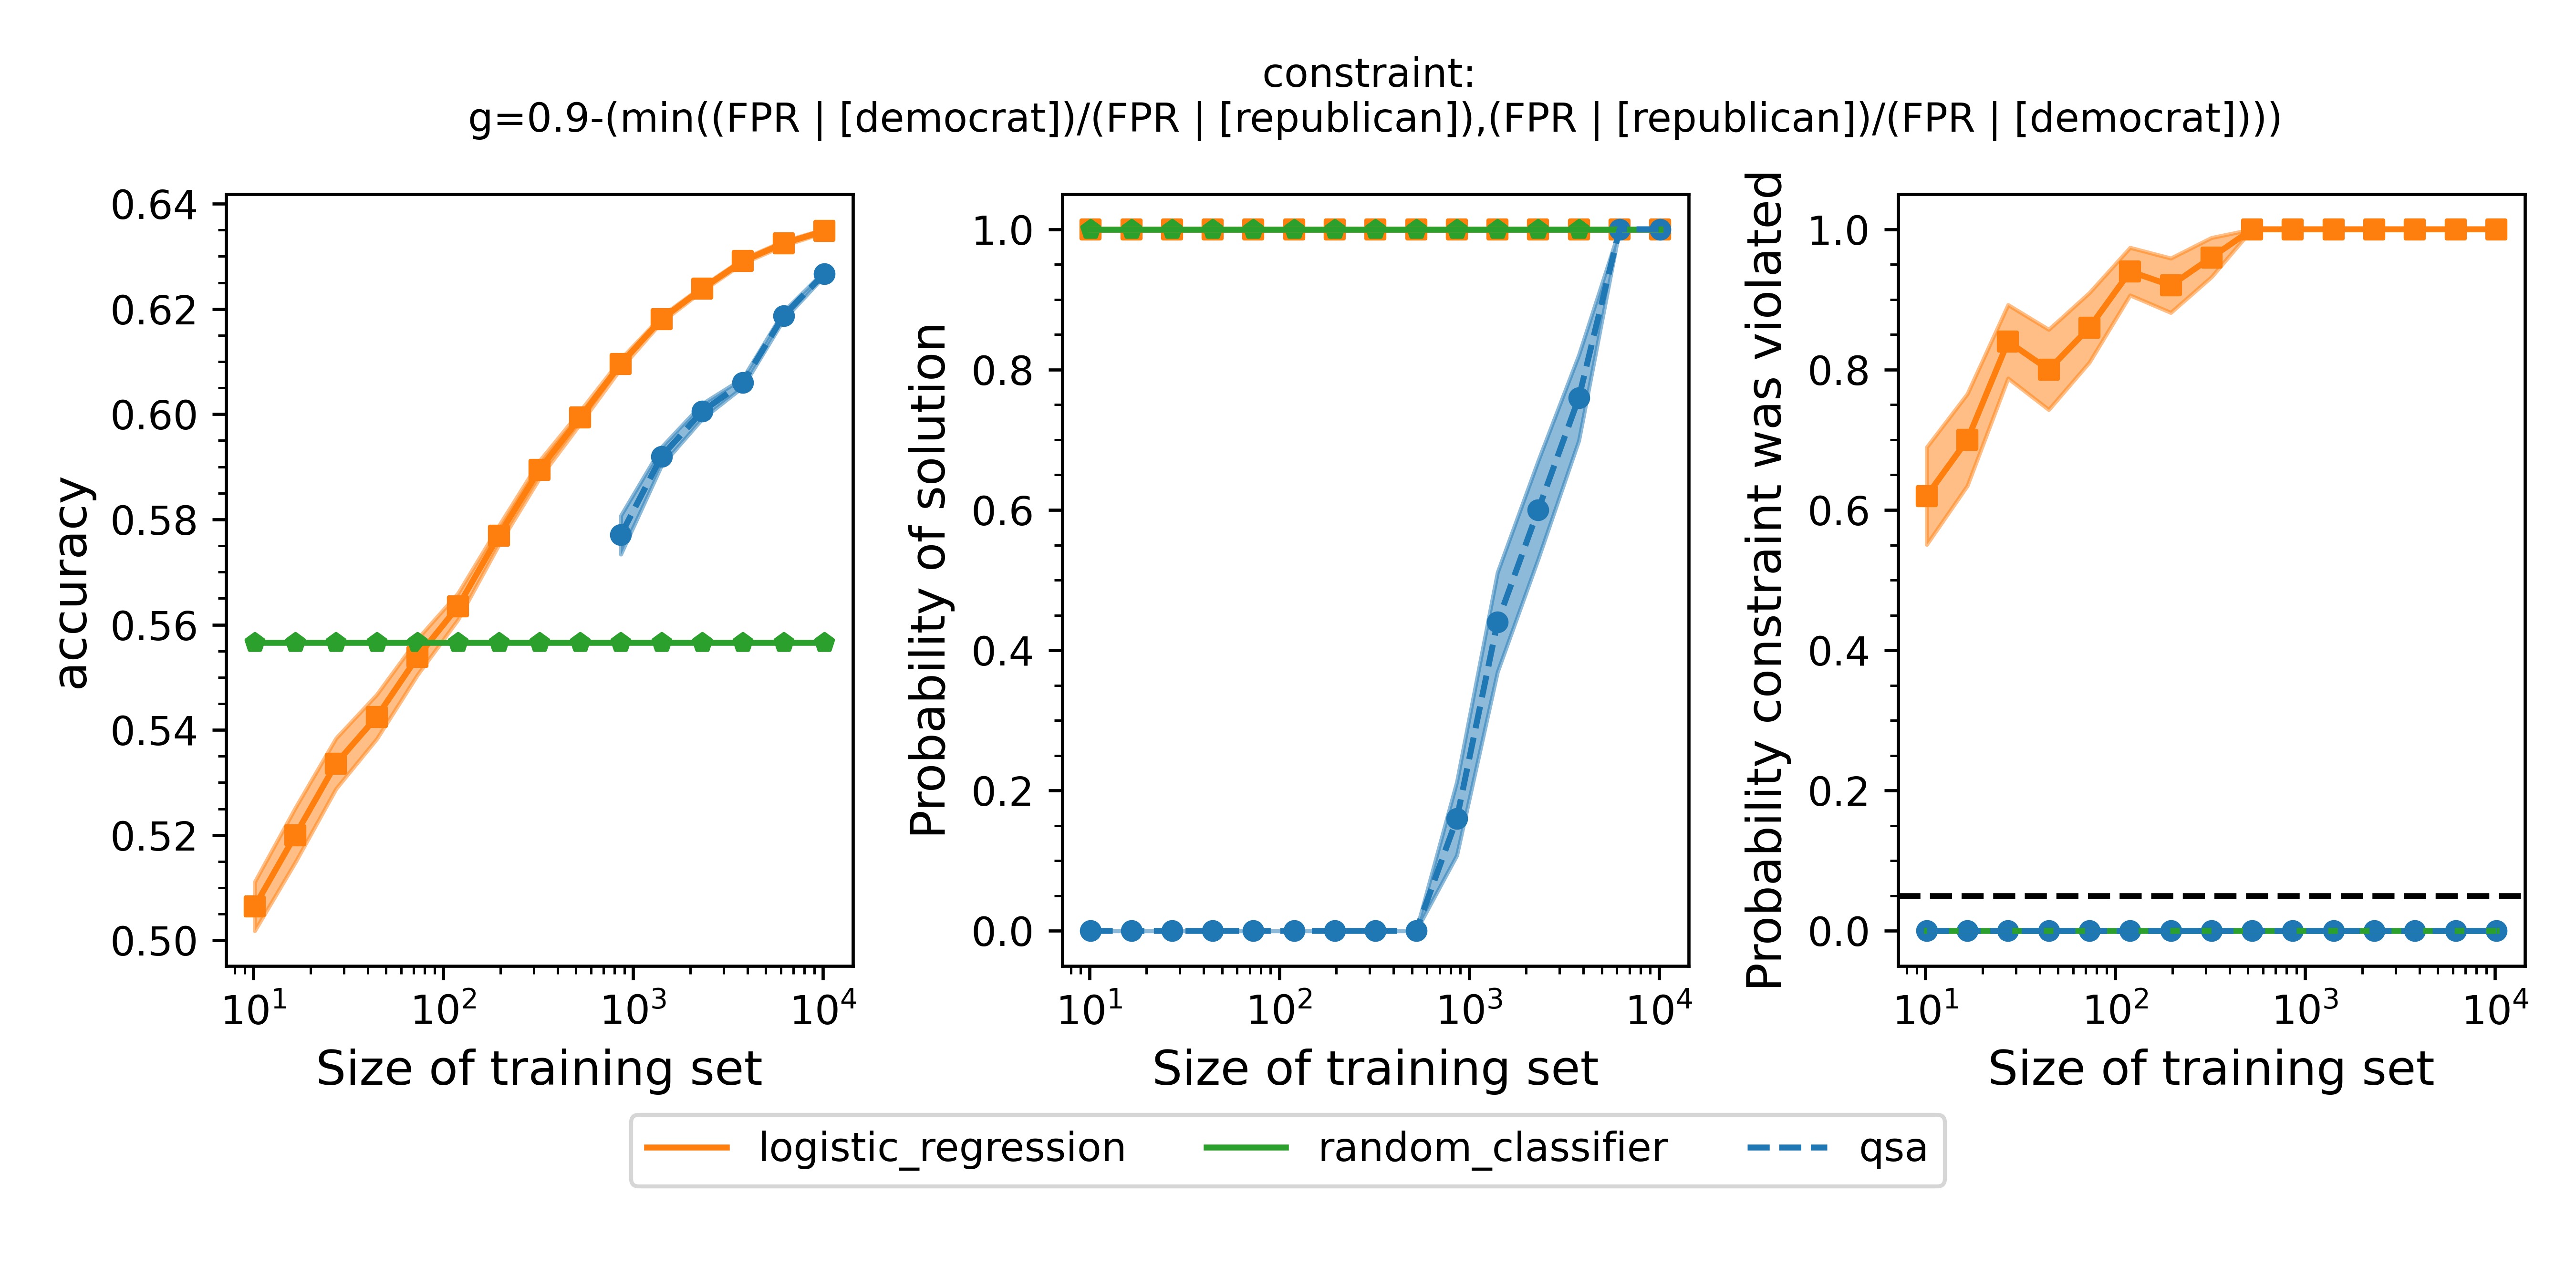 constraint:
g=0.9-(min((FPR | [democrat])/(FPR | [republican]),(FPR | [republican])/(FPR | [democrat])))
accuracy
0.64
0.62
0.60
0.58
0.56
0.54
0.52
0.50
10¹ 10² 10³ 10⁴
Size of training set
Probability of solution
1.0
0.8
0.6
0.4
0.2
0.0
10¹ 10² 10³ 10⁴
Size of training set
Probability constraint was violated
1.0
0.8
0.6
0.4
0.2
0.0
10¹ 10² 10³ 10⁴
Size of training set
logistic_regression random_classifier qsa